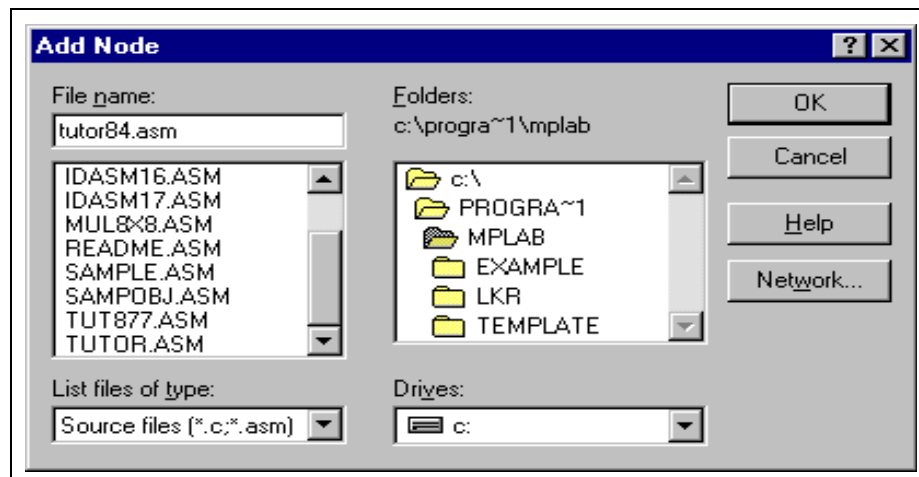 Add Node
File name:
tutor84.asm
IDASM16.ASM
IDASM17.ASM
MUL8X8.ASM
README.ASM
SAMPLE.ASM
SAMPOBJ.ASM
TUT877.ASM
TUTOR.ASM
List files of type:
Source files (*.c;*.asm)
Folders:
c:\progra~1\mplab
c:\
PROGRA~1
MPLAB
EXAMPLE
LKR
TEMPLATE
Drives:
c:
OK
Cancel
Help
Network...